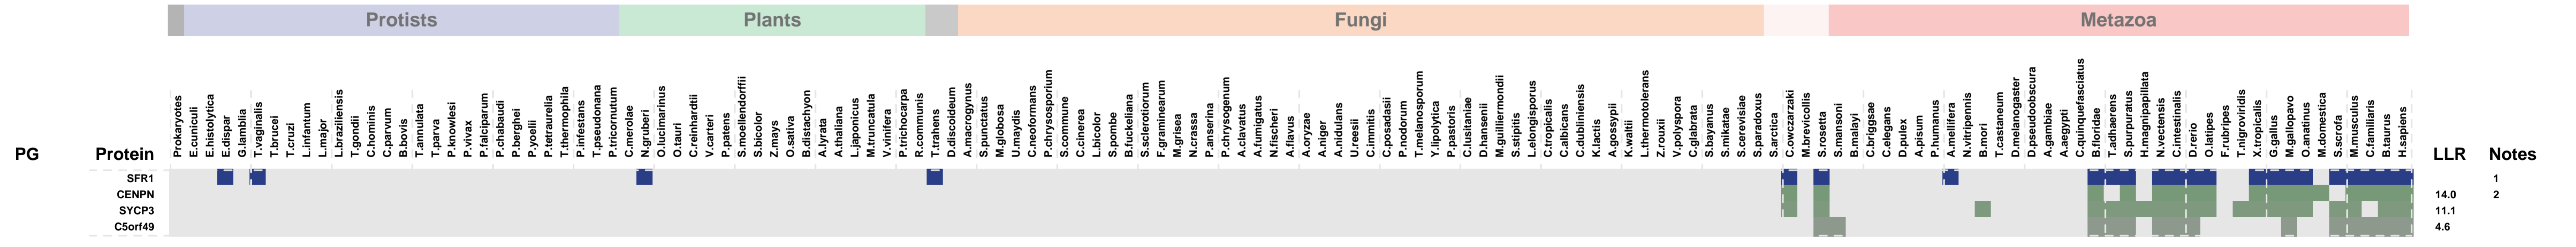 Protists Plants Fungi Metazoa
Prokaryotes E.cuniculi E.histolytica E.dispar G.lamblia T.vaginalis T.brucei T.cruzi L.infantum L.major L.braziliensis T.gondii C.hominis C.parvum B.bovis T.annulata T.parva P.knowlesi P.vivax P.falciparum P.chabaudi P.berghei P.yoelii P.tetraurelia T.thermophila P.infestans T.pseudonana P.tricornutum C.merolae N.gruberi O.lucimarinus O.tauri C.reinhardtii V.carteri P.patens S.moellendorffii S.bicolor Z.mays O.sativa B.distachyon A.lyrata A.thaliana L.japonicus M.truncatula V.vinifera P.trichocarpa R.communis T.trahens D.discoideum A.macrogynus S.punctatus M.globosa U.maydis C.neoformans P.chrysosporium S.commune C.cinerea L.bicolor S.pombe B.fuckeliana S.sclerotiorum F.graminearum M.grisea N.crassa P.anserina P.chrysogenum A.clavatus A.fumigatus N.fischeri A.flavus A.oryzae A.niger A.nidulans U.reesii C.immitis C.posadasii P.nodorum T.melanosporum Y.lipolytica P.pastoris C.lusitaniae D.hansenii M.guilliermondii S.stipitis L.elongisporus C.tropicalis C.albicans C.dubliniensis K.lactis A.gossypii K.waltii L.thermotolerans Z.rouxii V.polyspora C.glabrata S.bayanus S.mikatae S.cerevisiae S.paradoxus S.arctica C.owczarzaki M.brevicollis S.rosetta S.mansoni B.malayi C.briggsae C.elegans D.pulex A.pisum P.humanus A.mellifera N.vitripennis B.mori T.castaneum D.melanogaster D.pseudoobscura A.gambiae A.aegypti C.quinquefasciatus B.floridae T.adhaerens S.purpuratus H.magnipapillata N.vectensis C.intestinalis D.rerio O.latipes F.rubripes T.nigroviridis X.tropicalis G.gallus M.gallopavo O.anatinus M.domestica S.scrofa M.musculus C.familiaris B.taurus H.sapiens
PG Protein LLR Notes
SFR1 1
CENPN 14.0 2
SYCP3 11.1
C5orf49 4.6